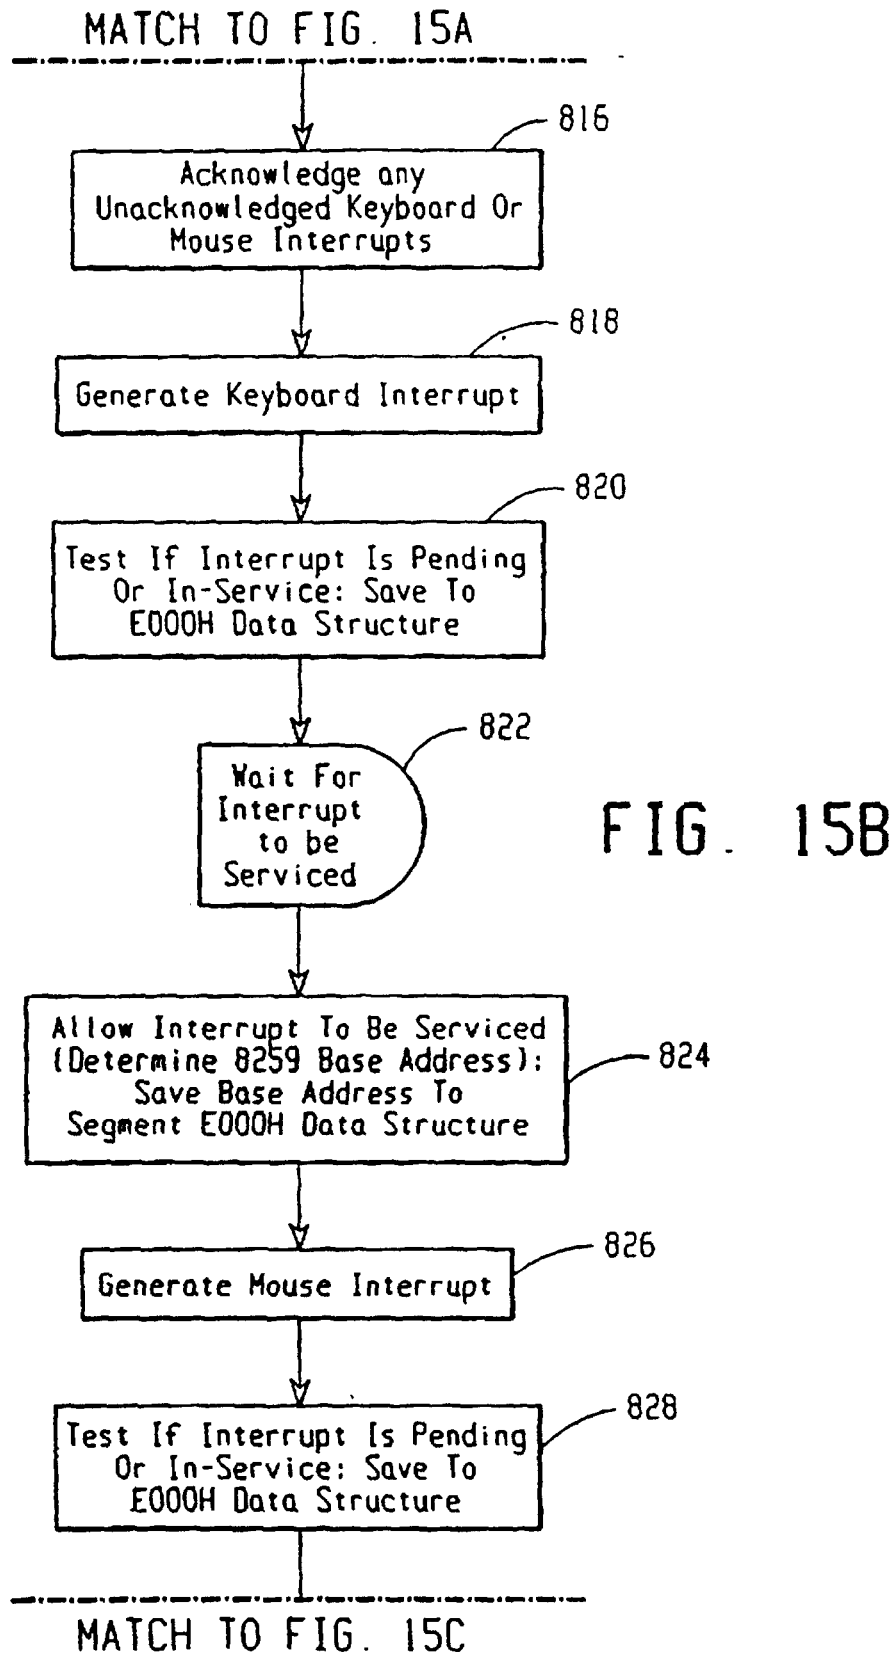 MATCH TO FIG. 15A
816
Acknowledge any
Unacknowledged Keyboard Or
Mouse Interrupts
818
Generate Keyboard Interrupt
820
Test If Interrupt Is Pending
Or In-Service: Save To
E000H Data Structure
822
Wait For
Interrupt
to be
Serviced
FIG. 15B
Allow Interrupt To Be Serviced
(Determine 8259 Base Address):
824
Save Base Address To
Segment E000H Data Structure
826
Generate Mouse Interrupt
828
Test If Interrupt Is Pending
Or In-Service: Save To
E000H Data Structure
MATCH TO FIG. 15C